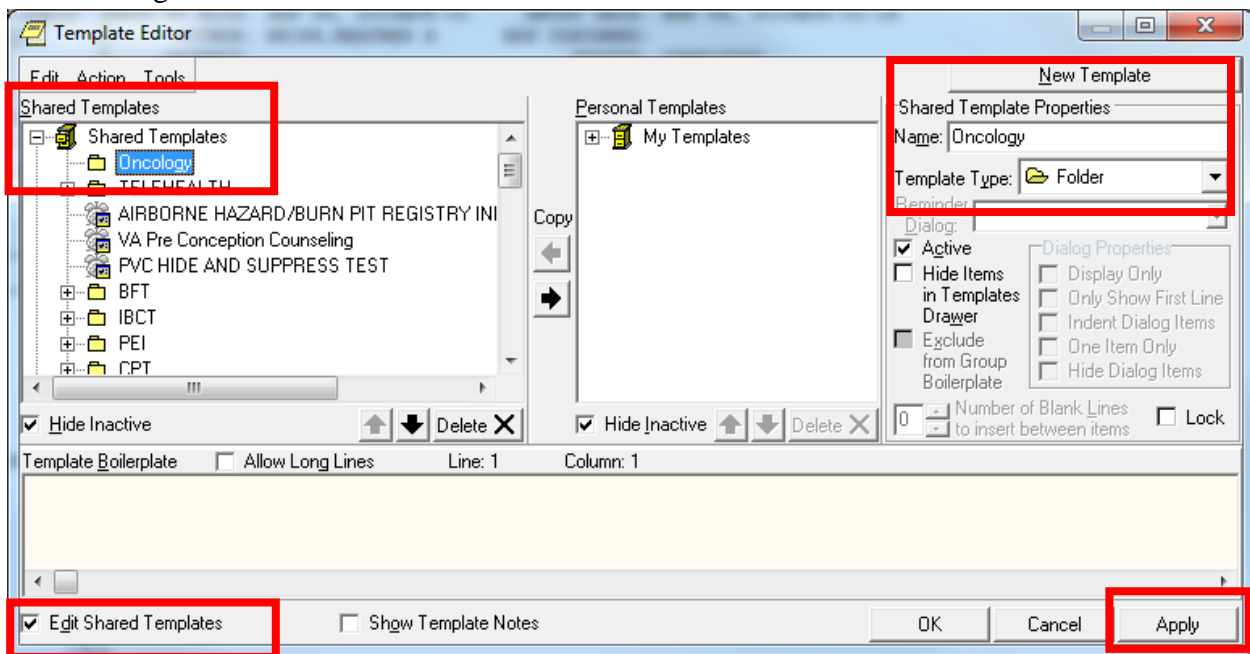 Template Editor
Edit Action Tools
New Template
Shared Templates
Shared Templates
Oncology
TELEHEALTH
AIRBORNE HAZARD/BURN PIT REGISTRY INI
VA Pre Conception Counseling
PVC HIDE AND SUPPRESS TEST
BFT
IBCT
PEI
CPT
Hide Inactive
Delete
Copy
Personal Templates
My Templates
Hide Inactive
Delete
Shared Template Properties
Name: Oncology
Template Type: Folder
Reminder
Dialog:
Active
Hide Items
in Templates
Drawer
Exclude
from Group
Boilerplate
Dialog Properties
Display Only
Only Show First Line
Indent Dialog Items
One Item Only
Hide Dialog Items
0 Number of Blank Lines
to insert between items
Lock
Template Boilerplate Allow Long Lines Line: 1 Column: 1
Edit Shared Templates Show Template Notes OK Cancel Apply